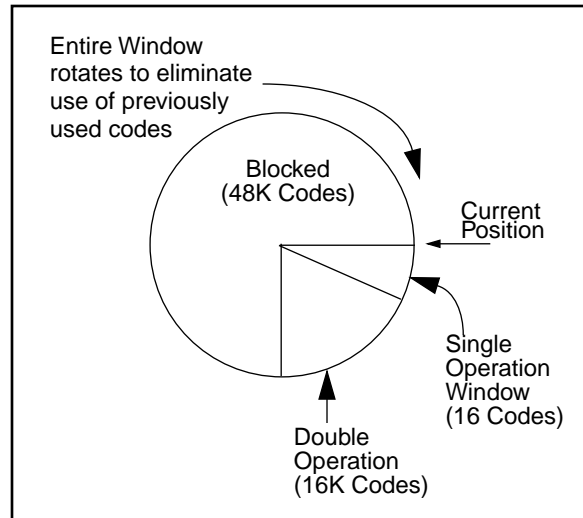 Entire Window
rotates to eliminate
use of previously
used codes
Blocked
(48K Codes)
Current
Position
Single
Operation
Window
(16 Codes)
Double
Operation
(16K Codes)